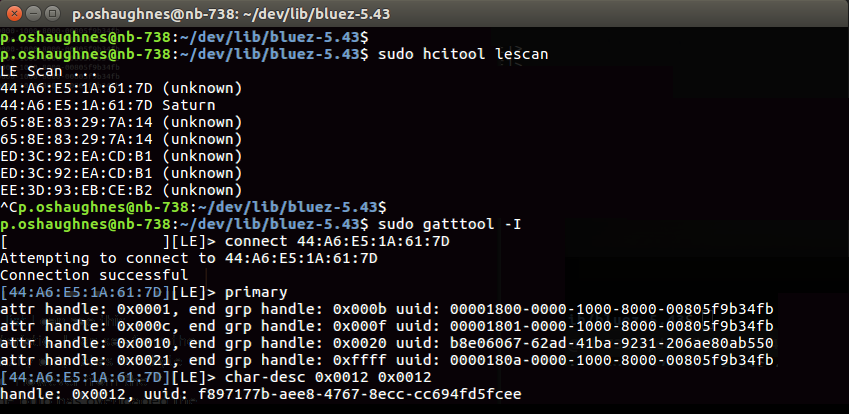 p.oshaughnes@nb-738: ~/dev/lib/bluez-5.43
p.oshaughnes@nb-738:~/dev/lib/bluez-5.43$
p.oshaughnes@nb-738:~/dev/lib/bluez-5.43$ sudo hcitool lescan
LE Scan ...
44:A6:E5:1A:61:7D (unknown)
44:A6:E5:1A:61:7D Saturn
65:8E:83:29:7A:14 (unknown)
65:8E:83:29:7A:14 (unknown)
ED:3C:92:EA:CD:B1 (unknown)
ED:3C:92:EA:CD:B1 (unknown)
EE:3D:93:EB:CE:B2 (unknown)
^Cp.oshaughnes@nb-738:~/dev/lib/bluez-5.43$
p.oshaughnes@nb-738:~/dev/lib/bluez-5.43$ sudo gatttool -I
[                 ][LE]> connect 44:A6:E5:1A:61:7D
Attempting to connect to 44:A6:E5:1A:61:7D
Connection successful
[44:A6:E5:1A:61:7D][LE]> primary
attr handle: 0x0001, end grp handle: 0x000b uuid: 00001800-0000-1000-8000-00805f9b34fb
attr handle: 0x000c, end grp handle: 0x000f uuid: 00001801-0000-1000-8000-00805f9b34fb
attr handle: 0x0010, end grp handle: 0x0020 uuid: b8e06067-62ad-41ba-9231-206ae80ab550
attr handle: 0x0021, end grp handle: 0xffff uuid: 0000180a-0000-1000-8000-00805f9b34fb
[44:A6:E5:1A:61:7D][LE]> char-desc 0x0012 0x0012
handle: 0x0012, uuid: f897177b-aee8-4767-8ecc-cc694fd5fcee